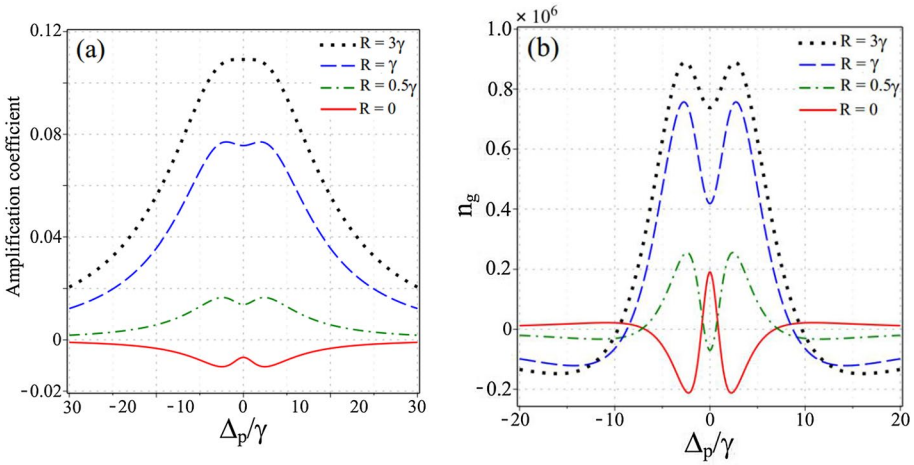 (a)
Amplification coefficient
0.12
0.08
0.04
0
−0.02
R = 3γ
R = γ
R = 0.5γ
R = 0
30 −20 −10 0 10 20 30
Δp/γ
1.0 × 10⁶
(b)
ng
0.8
0.6
0.4
0.2
0
−0.2
R = 3γ
R = γ
R = 0.5γ
R = 0
−20 −10 0 10 20
Δp/γ